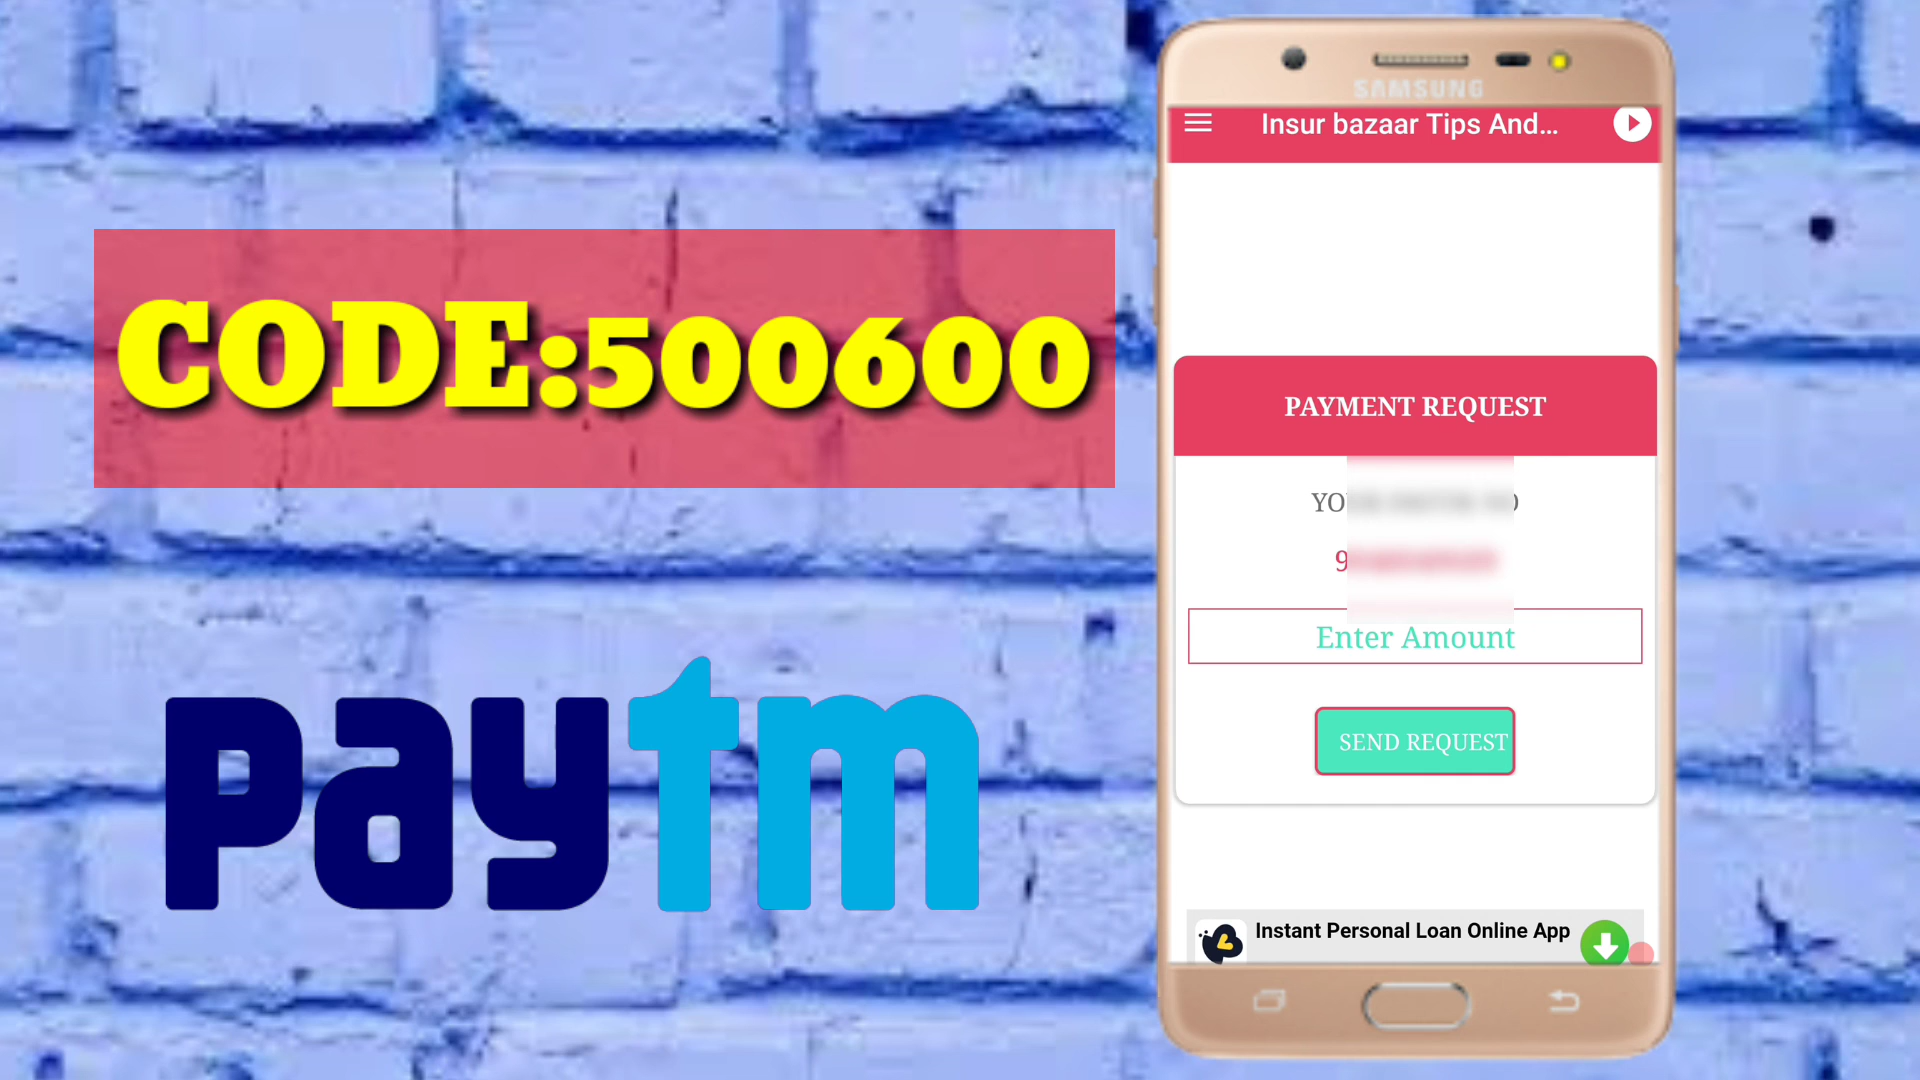 CODE:500600
paytm
SAMSUNG
Insur bazaar Tips And...
PAYMENT REQUEST
Enter Amount
SEND REQUEST
Instant Personal Loan Online App